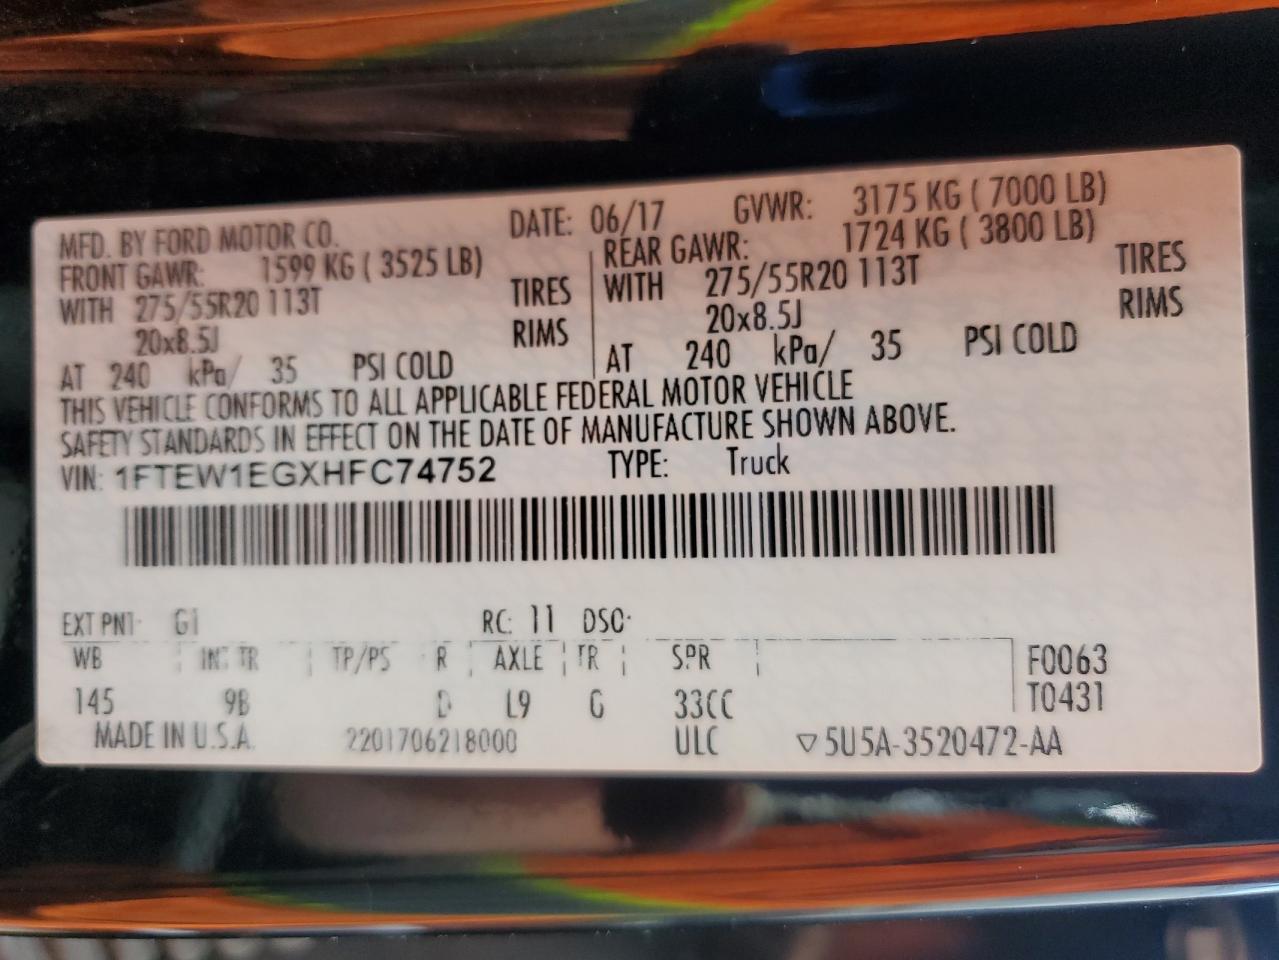 MFD. BY FORD MOTOR CO. DATE: 06/17 GVWR: 3175 KG ( 7000 LB)
FRONT GAWR: 1599 KG ( 3525 LB) REAR GAWR: 1724 KG ( 3800 LB)
WITH 275/55R20 113T TIRES WITH 275/55R20 113T TIRES
20x8.5J RIMS 20x8.5J RIMS
AT 240 kPa/ 35 PSI COLD AT 240 kPa/ 35 PSI COLD
THIS VEHICLE CONFORMS TO ALL APPLICABLE FEDERAL MOTOR VEHICLE
SAFETY STANDARDS IN EFFECT ON THE DATE OF MANUFACTURE SHOWN ABOVE.
VIN: 1FTEW1EGXHFC74752 TYPE: Truck
EXT PNT: G1 RC: 11 DSO:
WB INT TR TP/PS R AXLE TR SPR F0063
145 9B D L9 G 33CC T0431
MADE IN U.S.A. 2201706218000 ULC ▽5U5A-3520472-AA